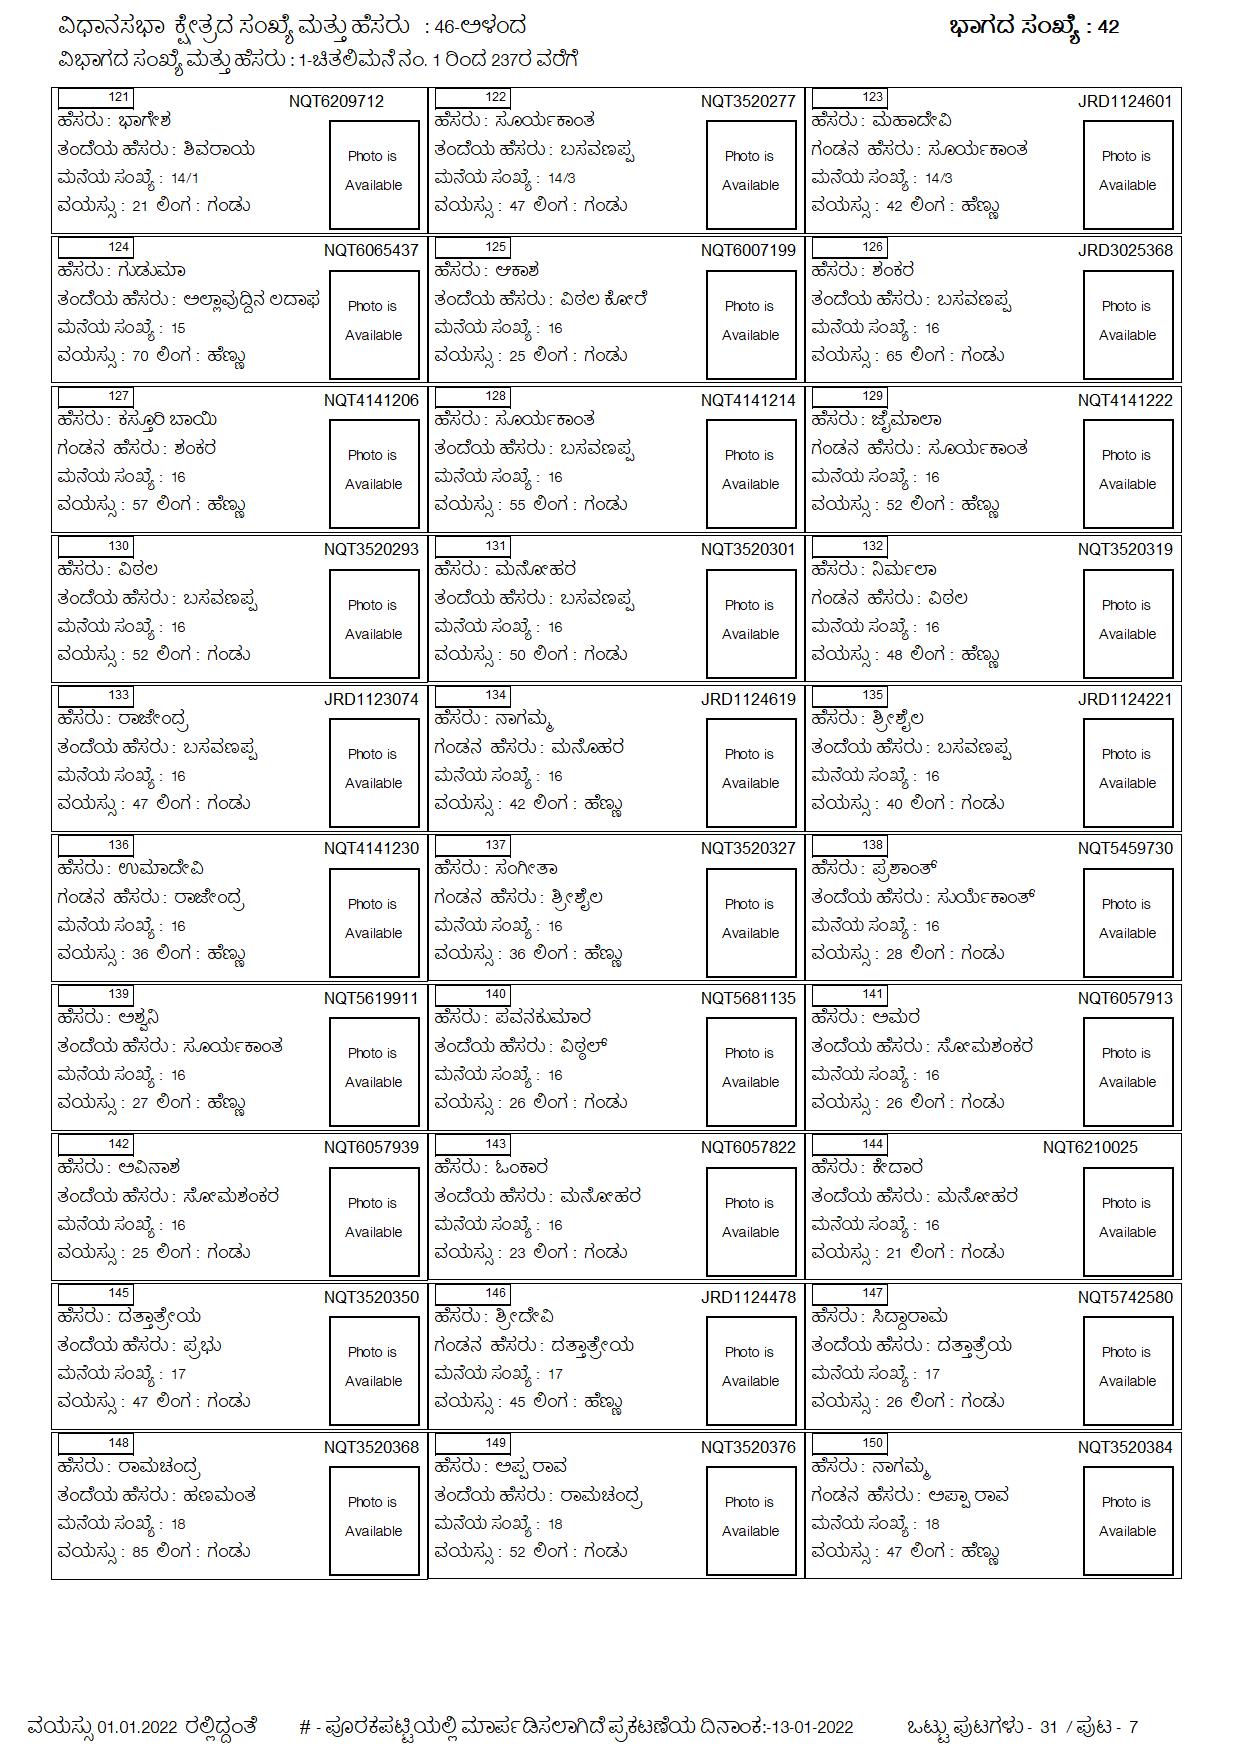 ವಿಧಾನಸಭಾ ಕ್ಷೇತ್ರದ ಸಂಖ್ಯೆ ಮತ್ತು ಹೆಸರು : 46-ಅಳಂದ
ಭಾಗದ ಸಂಖ್ಯೆ : 42
ವಿಭಾಗದ ಸಂಖ್ಯೆ ಮತ್ತು ಹೆಸರು : 1-ಚಿತಲಿಮನೆ ನಂ. 1 ರಿಂದ 237ರ ವರೆಗೆ
121 NQT6209712
ಹೆಸರು : ಭಾಗೇಶ
ತಂದೆಯ ಹೆಸರು : ಶಿವರಾಯ
ಮನೆಯ ಸಂಖ್ಯೆ : 14/1
ವಯಸ್ಸು : 21 ಲಿಂಗ : ಗಂಡು
Photo is
Available
122 NQT3520277
ಹೆಸರು : ಸೂರ್ಯಕಾಂತ
ತಂದೆಯ ಹೆಸರು : ಬಸವಣಪ್ಪ
ಮನೆಯ ಸಂಖ್ಯೆ : 14/3
ವಯಸ್ಸು : 47 ಲಿಂಗ : ಗಂಡು
Photo is
Available
123 JRD1124601
ಹೆಸರು : ಮಹಾದೇವಿ
ಗಂಡನ ಹೆಸರು : ಸೂರ್ಯಕಾಂತ
ಮನೆಯ ಸಂಖ್ಯೆ : 14/3
ವಯಸ್ಸು : 42 ಲಿಂಗ : ಹೆಣ್ಣು
Photo is
Available
124 NQT6065437
ಹೆಸರು : ಗುಡುಮಾ
ತಂದೆಯ ಹೆಸರು : ಅಲ್ಲಾವುದ್ದಿನ ಲದಾಫ
ಮನೆಯ ಸಂಖ್ಯೆ : 15
ವಯಸ್ಸು : 70 ಲಿಂಗ : ಹೆಣ್ಣು
Photo is
Available
125 NQT6007199
ಹೆಸರು : ಆಕಾಶ
ತಂದೆಯ ಹೆಸರು : ವಿಠಲ ಕೋರೆ
ಮನೆಯ ಸಂಖ್ಯೆ : 16
ವಯಸ್ಸು : 25 ಲಿಂಗ : ಗಂಡು
Photo is
Available
126 JRD3025368
ಹೆಸರು : ಶಂಕರ
ತಂದೆಯ ಹೆಸರು : ಬಸವಣಪ್ಪ
ಮನೆಯ ಸಂಖ್ಯೆ : 16
ವಯಸ್ಸು : 65 ಲಿಂಗ : ಗಂಡು
Photo is
Available
127 NQT4141206
ಹೆಸರು : ಕಸ್ತೂರಿ ಬಾಯಿ
ಗಂಡನ ಹೆಸರು : ಶಂಕರ
ಮನೆಯ ಸಂಖ್ಯೆ : 16
ವಯಸ್ಸು : 57 ಲಿಂಗ : ಹೆಣ್ಣು
Photo is
Available
128 NQT4141214
ಹೆಸರು : ಸೂರ್ಯಕಾಂತ
ತಂದೆಯ ಹೆಸರು : ಬಸವಣಪ್ಪ
ಮನೆಯ ಸಂಖ್ಯೆ : 16
ವಯಸ್ಸು : 55 ಲಿಂಗ : ಗಂಡು
Photo is
Available
129 NQT4141222
ಹೆಸರು : ಜೈಮಾಲಾ
ಗಂಡನ ಹೆಸರು : ಸೂರ್ಯಕಾಂತ
ಮನೆಯ ಸಂಖ್ಯೆ : 16
ವಯಸ್ಸು : 52 ಲಿಂಗ : ಹೆಣ್ಣು
Photo is
Available
130 NQT3520293
ಹೆಸರು : ವಿಠಲ
ತಂದೆಯ ಹೆಸರು : ಬಸವಣಪ್ಪ
ಮನೆಯ ಸಂಖ್ಯೆ : 16
ವಯಸ್ಸು : 52 ಲಿಂಗ : ಗಂಡು
Photo is
Available
131 NQT3520301
ಹೆಸರು : ಮನೋಹರ
ತಂದೆಯ ಹೆಸರು : ಬಸವಣಪ್ಪ
ಮನೆಯ ಸಂಖ್ಯೆ : 16
ವಯಸ್ಸು : 50 ಲಿಂಗ : ಗಂಡು
Photo is
Available
132 NQT3520319
ಹೆಸರು : ನಿರ್ಮಲಾ
ಗಂಡನ ಹೆಸರು : ವಿಠಲ
ಮನೆಯ ಸಂಖ್ಯೆ : 16
ವಯಸ್ಸು : 48 ಲಿಂಗ : ಹೆಣ್ಣು
Photo is
Available
133 JRD1123074
ಹೆಸರು : ರಾಜೇಂದ್ರ
ತಂದೆಯ ಹೆಸರು : ಬಸವಣಪ್ಪ
ಮನೆಯ ಸಂಖ್ಯೆ : 16
ವಯಸ್ಸು : 47 ಲಿಂಗ : ಗಂಡು
Photo is
Available
134 JRD1124619
ಹೆಸರು : ನಾಗಮ್ಮ
ಗಂಡನ ಹೆಸರು : ಮನೊಹರ
ಮನೆಯ ಸಂಖ್ಯೆ : 16
ವಯಸ್ಸು : 42 ಲಿಂಗ : ಹೆಣ್ಣು
Photo is
Available
135 JRD1124221
ಹೆಸರು : ಶ್ರೀಶೈಲ
ತಂದೆಯ ಹೆಸರು : ಬಸವಣಪ್ಪ
ಮನೆಯ ಸಂಖ್ಯೆ : 16
ವಯಸ್ಸು : 40 ಲಿಂಗ : ಗಂಡು
Photo is
Available
136 NQT4141230
ಹೆಸರು : ಉಮಾದೇವಿ
ಗಂಡನ ಹೆಸರು : ರಾಜೇಂದ್ರ
ಮನೆಯ ಸಂಖ್ಯೆ : 16
ವಯಸ್ಸು : 36 ಲಿಂಗ : ಹೆಣ್ಣು
Photo is
Available
137 NQT3520327
ಹೆಸರು : ಸಂಗೀತಾ
ಗಂಡನ ಹೆಸರು : ಶ್ರೀಶೈಲ
ಮನೆಯ ಸಂಖ್ಯೆ : 16
ವಯಸ್ಸು : 36 ಲಿಂಗ : ಹೆಣ್ಣು
Photo is
Available
138 NQT5459730
ಹೆಸರು : ಪ್ರಶಾಂತ್
ತಂದೆಯ ಹೆಸರು : ಸುರ್ಯೆಕಾಂತ್
ಮನೆಯ ಸಂಖ್ಯೆ : 16
ವಯಸ್ಸು : 28 ಲಿಂಗ : ಗಂಡು
Photo is
Available
139 NQT5619911
ಹೆಸರು : ಅಶ್ವನಿ
ತಂದೆಯ ಹೆಸರು : ಸೂರ್ಯಕಾಂತ
ಮನೆಯ ಸಂಖ್ಯೆ : 16
ವಯಸ್ಸು : 27 ಲಿಂಗ : ಹೆಣ್ಣು
Photo is
Available
140 NQT5681135
ಹೆಸರು : ಪವನಕುಮಾರ
ತಂದೆಯ ಹೆಸರು : ವಿಠ್ಠಲ್
ಮನೆಯ ಸಂಖ್ಯೆ : 16
ವಯಸ್ಸು : 26 ಲಿಂಗ : ಗಂಡು
Photo is
Available
141 NQT6057913
ಹೆಸರು : ಅಮರ
ತಂದೆಯ ಹೆಸರು : ಸೋಮಶಂಕರ
ಮನೆಯ ಸಂಖ್ಯೆ : 16
ವಯಸ್ಸು : 26 ಲಿಂಗ : ಗಂಡು
Photo is
Available
142 NQT6057939
ಹೆಸರು : ಅವಿನಾಶ
ತಂದೆಯ ಹೆಸರು : ಸೋಮಶಂಕರ
ಮನೆಯ ಸಂಖ್ಯೆ : 16
ವಯಸ್ಸು : 25 ಲಿಂಗ : ಗಂಡು
Photo is
Available
143 NQT6057822
ಹೆಸರು : ಓಂಕಾರ
ತಂದೆಯ ಹೆಸರು : ಮನೋಹರ
ಮನೆಯ ಸಂಖ್ಯೆ : 16
ವಯಸ್ಸು : 23 ಲಿಂಗ : ಗಂಡು
Photo is
Available
144 NQT6210025
ಹೆಸರು : ಕೇದಾರ
ತಂದೆಯ ಹೆಸರು : ಮನೋಹರ
ಮನೆಯ ಸಂಖ್ಯೆ : 16
ವಯಸ್ಸು : 21 ಲಿಂಗ : ಗಂಡು
Photo is
Available
145 NQT3520350
ಹೆಸರು : ದತ್ತಾತ್ರೇಯ
ತಂದೆಯ ಹೆಸರು : ಪ್ರಭು
ಮನೆಯ ಸಂಖ್ಯೆ : 17
ವಯಸ್ಸು : 47 ಲಿಂಗ : ಗಂಡು
Photo is
Available
146 JRD1124478
ಹೆಸರು : ಶ್ರೀದೇವಿ
ಗಂಡನ ಹೆಸರು : ದತ್ತಾತ್ರೇಯ
ಮನೆಯ ಸಂಖ್ಯೆ : 17
ವಯಸ್ಸು : 45 ಲಿಂಗ : ಹೆಣ್ಣು
Photo is
Available
147 NQT5742580
ಹೆಸರು : ಸಿದ್ದಾರಾಮ
ತಂದೆಯ ಹೆಸರು : ದತ್ತಾತ್ರೆಯ
ಮನೆಯ ಸಂಖ್ಯೆ : 17
ವಯಸ್ಸು : 26 ಲಿಂಗ : ಗಂಡು
Photo is
Available
148 NQT3520368
ಹೆಸರು : ರಾಮಚಂದ್ರ
ತಂದೆಯ ಹೆಸರು : ಹಣಮಂತ
ಮನೆಯ ಸಂಖ್ಯೆ : 18
ವಯಸ್ಸು : 85 ಲಿಂಗ : ಗಂಡು
Photo is
Available
149 NQT3520376
ಹೆಸರು : ಅಪ್ಪ ರಾವ
ತಂದೆಯ ಹೆಸರು : ರಾಮಚಂದ್ರ
ಮನೆಯ ಸಂಖ್ಯೆ : 18
ವಯಸ್ಸು : 52 ಲಿಂಗ : ಗಂಡು
Photo is
Available
150 NQT3520384
ಹೆಸರು : ನಾಗಮ್ಮ
ಗಂಡನ ಹೆಸರು : ಅಪ್ಪಾ ರಾವ
ಮನೆಯ ಸಂಖ್ಯೆ : 18
ವಯಸ್ಸು : 47 ಲಿಂಗ : ಹೆಣ್ಣು
Photo is
Available
ವಯಸ್ಸು 01.01.2022 ರಲ್ಲಿದ್ದಂತೆ # - ಪೂರಕಪಟ್ಟಿಯಲ್ಲಿ ಮಾರ್ಪಡಿಸಲಾಗಿದೆ ಪ್ರಕಟಣೆಯ ದಿನಾಂಕ:-13-01-2022 ಒಟ್ಟು ಪುಟಗಳು - 31 / ಪುಟ - 7